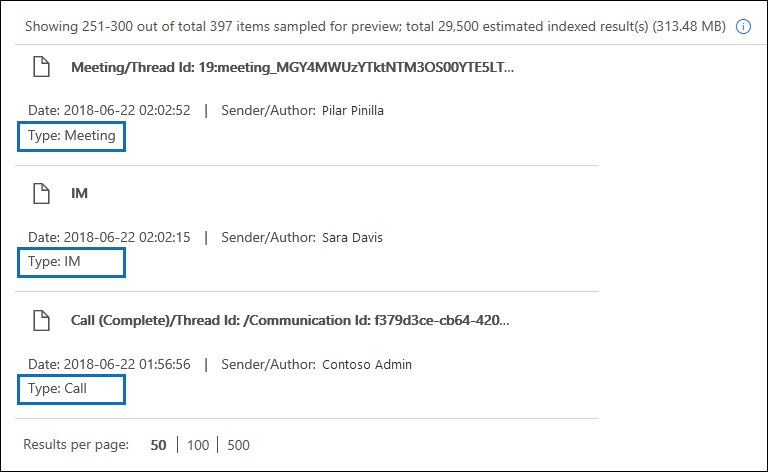 Showing 251-300 out of total 397 items sampled for preview; total 29,500 estimated indexed result(s) (313.48 MB)
Meeting/Thread Id: 19:meeting_MGY4MWUzYTktNTM3OS00YTE5LT...
Date: 2018-06-22 02:02:52 | Sender/Author: Pilar Pinilla
Type: Meeting
IM
Date: 2018-06-22 02:02:15 | Sender/Author: Sara Davis
Type: IM
Call (Complete)/Thread Id: /Communication Id: f379d3ce-cb64-420...
Date: 2018-06-22 01:56:56 | Sender/Author: Contoso Admin
Type: Call
Results per page: 50 | 100 | 500